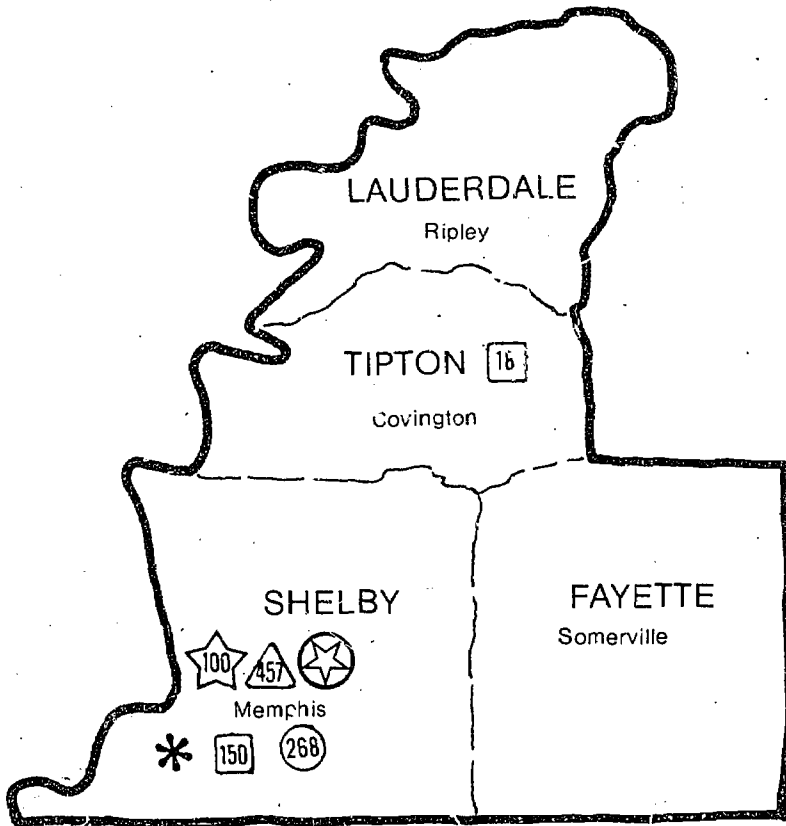 LAUDERDALE
Ripley
TIPTON 16
Covington
SHELBY
FAYETTE
Somerville
100 457
Memphis
150 268